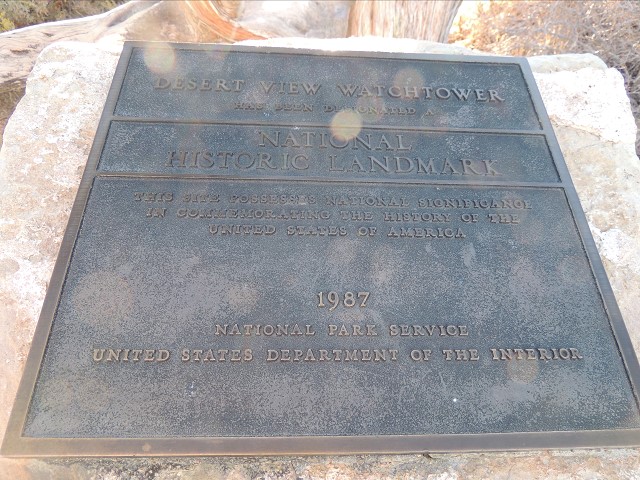 DESERT VIEW WATCHTOWER
HAS BEEN DESIGNATED A
NATIONAL
HISTORIC LANDMARK
THIS SITE POSSESSES NATIONAL SIGNIFICANCE
IN COMMEMORATING THE HISTORY OF THE
UNITED STATES OF AMERICA
1987
NATIONAL PARK SERVICE
UNITED STATES DEPARTMENT OF THE INTERIOR